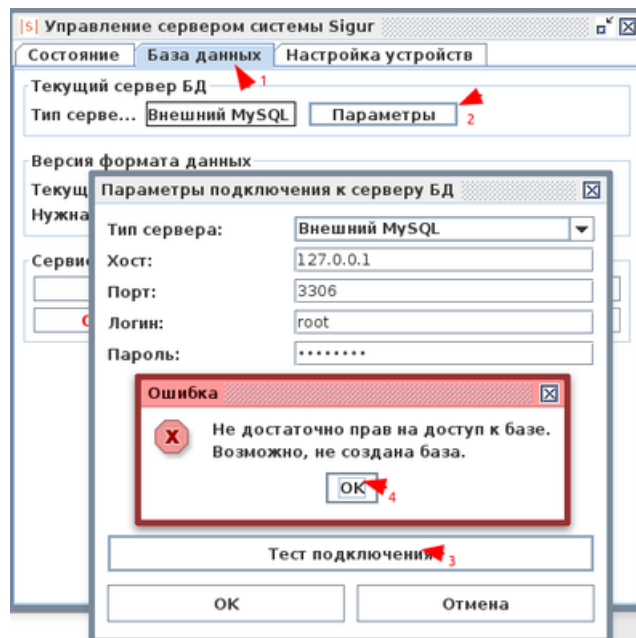 |s| Управление сервером системы Sigur
Состояние База данных Настройка устройств
1
Текущий сервер БД
Тип серве... Внешний MySQL Параметры
2
Версия формата данных
Текущ
Нужна
Сервис
Параметры подключения к серверу БД
Тип сервера: Внешний MySQL
Хост: 127.0.0.1
Порт: 3306
Логин: root
Пароль: ••••••••
Ошибка
X
Не достаточно прав на доступ к базе.
Возможно, не создана база.
OK
4
Тест подключения
3
OK Отмена